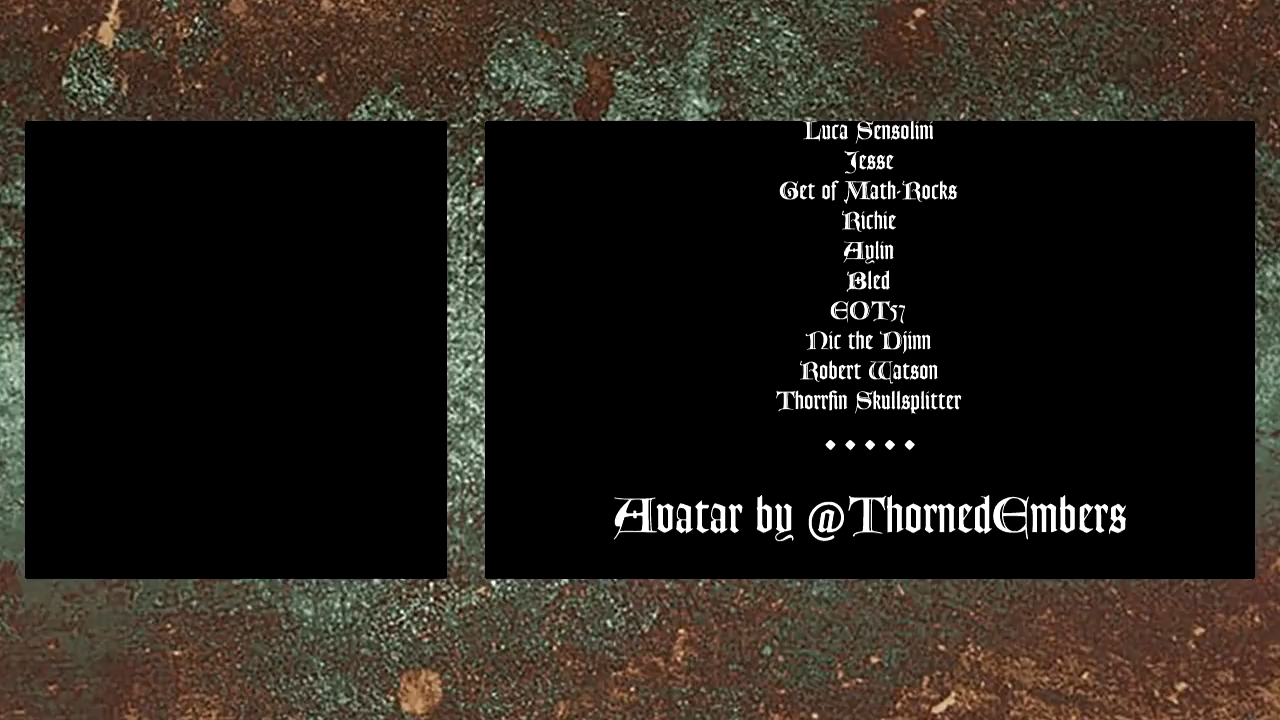 Luca Sensolini
Jesse
Get of Math-Rocks
Richie
Aylin
Bled
EOT57
Nic the Djinn
Robert Watson
Thorrfin Skullsplitter
Avatar by @ThornedEmbers